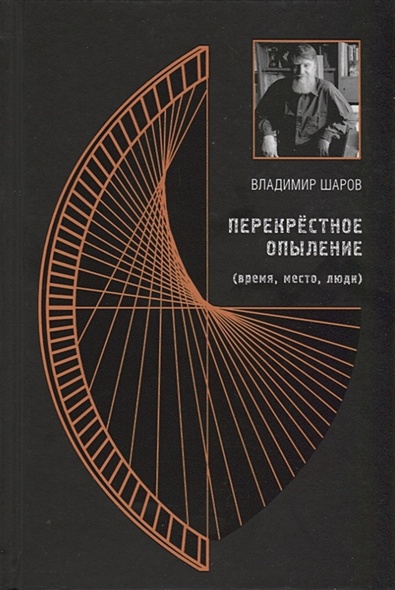 ВЛАДИМИР ШАРОВ
ПЕРЕКРЁСТНОЕ
ОПЫЛЕНИЕ
(время, место, люди)